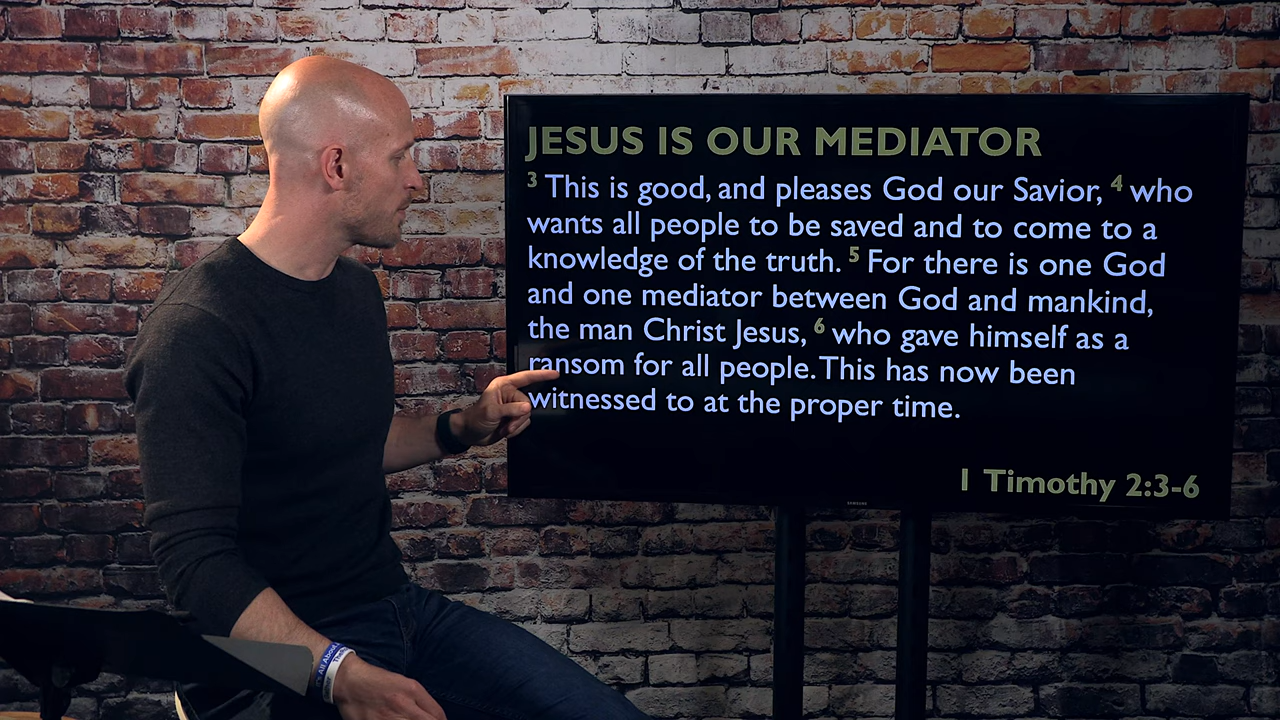 JESUS IS OUR MEDIATOR
3 This is good, and pleases God our Savior, 4 who
wants all people to be saved and to come to a
knowledge of the truth. 5 For there is one God
and one mediator between God and mankind,
the man Christ Jesus, 6 who gave himself as a
ransom for all people. This has now been
witnessed to at the proper time.
1 Timothy 2:3-6
SAMSUNG
All About